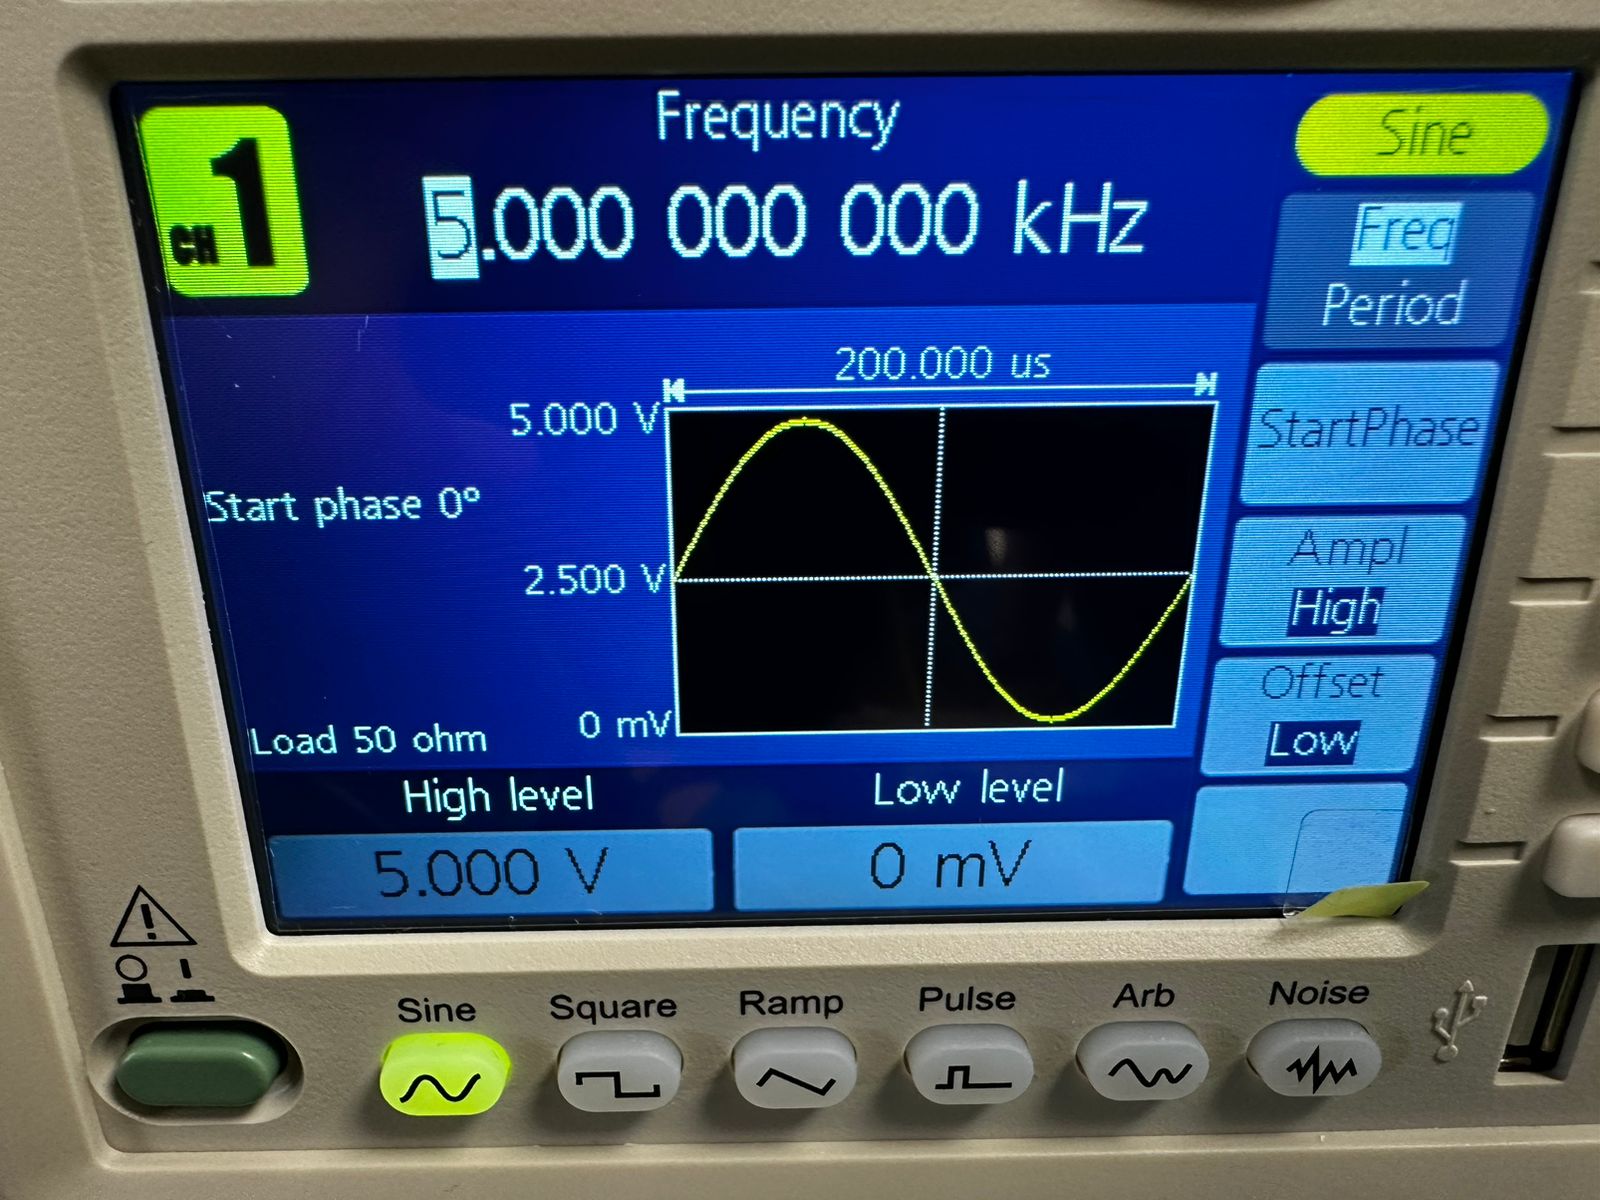 CH 1
Frequency
5.000 000 000 kHz
Sine
Freq
Period
StartPhase
Ampl
High
Offset
Low
200.000 us
5.000 V
Start phase 0°
2.500 V
0 mV
Load 50 ohm
High level
Low level
5.000 V
0 mV
Sine
Square
Ramp
Pulse
Arb
Noise